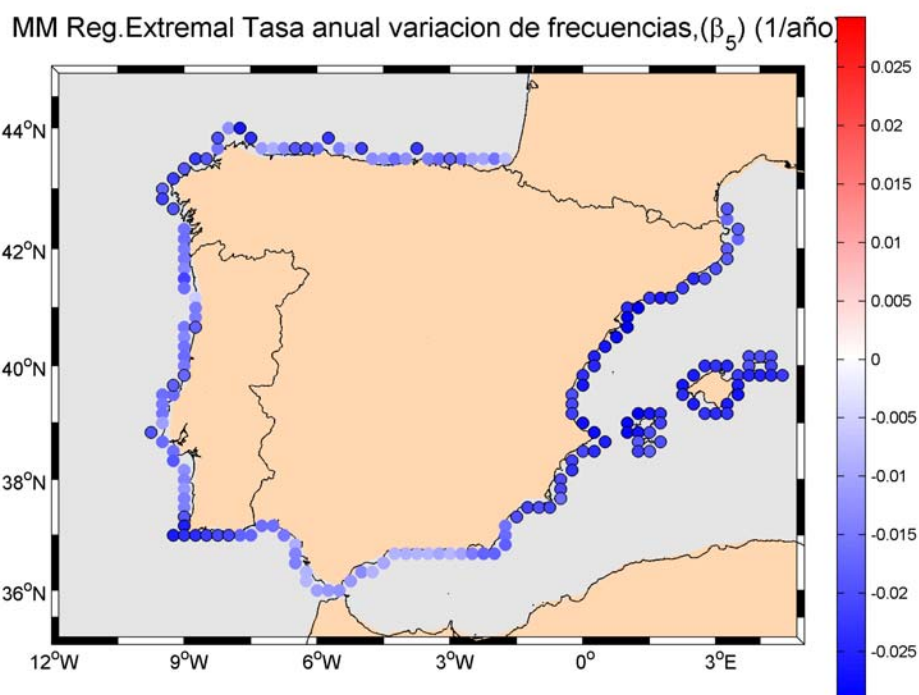 MM Reg.Extremal Tasa anual variacion de frecuencias,(β5) (1/año)
44°N
42°N
40°N
38°N
36°N
12°W
9°W
6°W
3°W
0°
3°E
0.025
0.02
0.015
0.01
0.005
0
-0.005
-0.01
-0.015
-0.02
-0.025